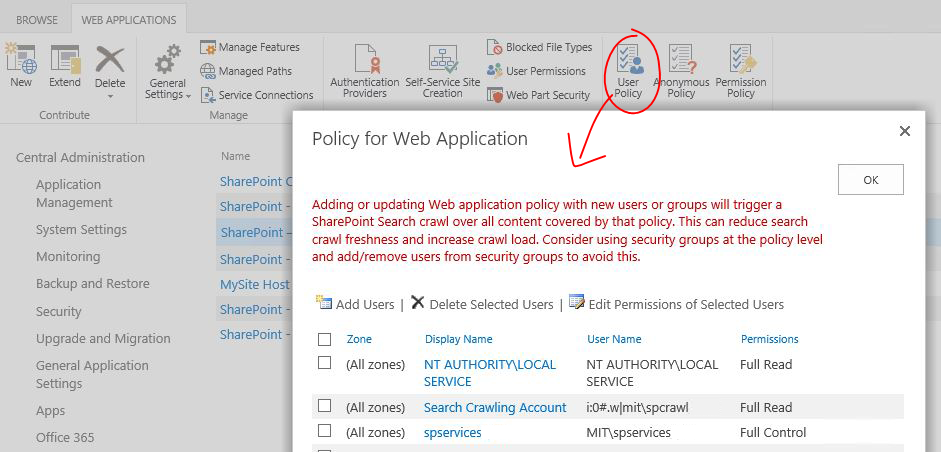 BROWSE
WEB APPLICATIONS
New
Extend
Delete
General
Settings
Manage Features
Managed Paths
Service Connections
Authentication
Providers
Self-Service Site
Creation
Blocked File Types
User Permissions
Web Part Security
User
Policy
Anonymous
Policy
Permission
Policy
Contribute
Manage
Central Administration
Application
Management
System Settings
Monitoring
Backup and Restore
Security
Upgrade and Migration
General Application
Settings
Apps
Office 365
Name
SharePoint C
SharePoint -
SharePoint –
SharePoint -
MySite Host
SharePoint -
SharePoint -
Policy for Web Application
OK
Adding or updating Web application policy with new users or groups will trigger a
SharePoint Search crawl over all content covered by that policy. This can reduce search
crawl freshness and increase crawl load. Consider using security groups at the policy level
and add/remove users from security groups to avoid this.
Add Users | Delete Selected Users | Edit Permissions of Selected Users
Zone Display Name User Name Permissions
(All zones) NT AUTHORITY\LOCAL NT AUTHORITY\LOCAL Full Read
SERVICE SERVICE
(All zones) Search Crawling Account i:0#.w|mit\spcrawl Full Read
(All zones) spservices MIT\spservices Full Control